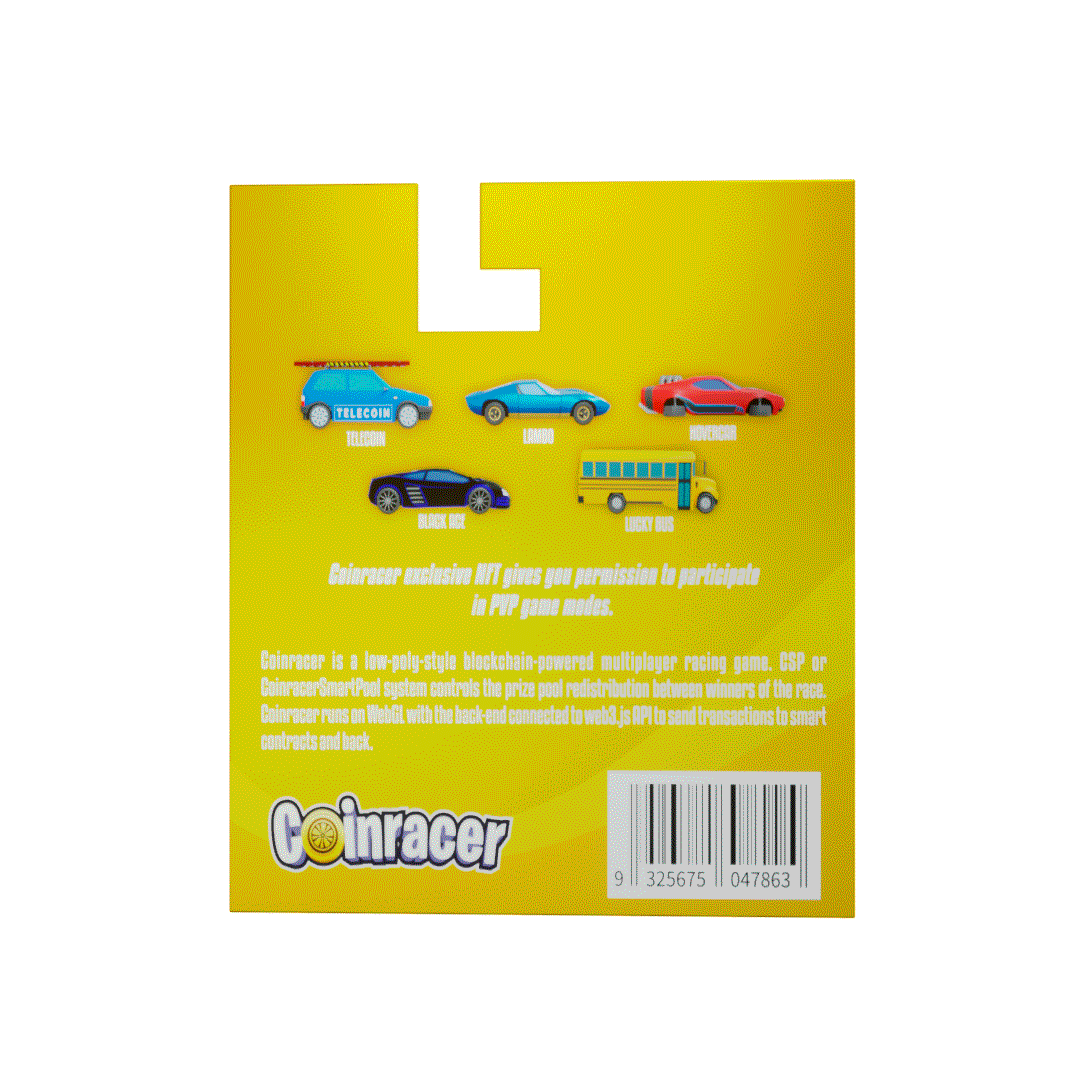 TELECOIN
TELECOIN
LAMBO
HOVERCAR
BLACK ACE
LUCKY BUS
Coinracer exclusive NFT gives you permission to participate
in PVP game modes.
Coinracer is a low-poly-style blockchain-powered multiplayer racing game. CSP or
CoinracerSmartPool system controls the prize pool redistribution between winners of the race.
Coinracer runs on WebGL with the back-end connected to web3.js API to send transactions to smart
contracts and back.
Coinracer
9 325675 047863